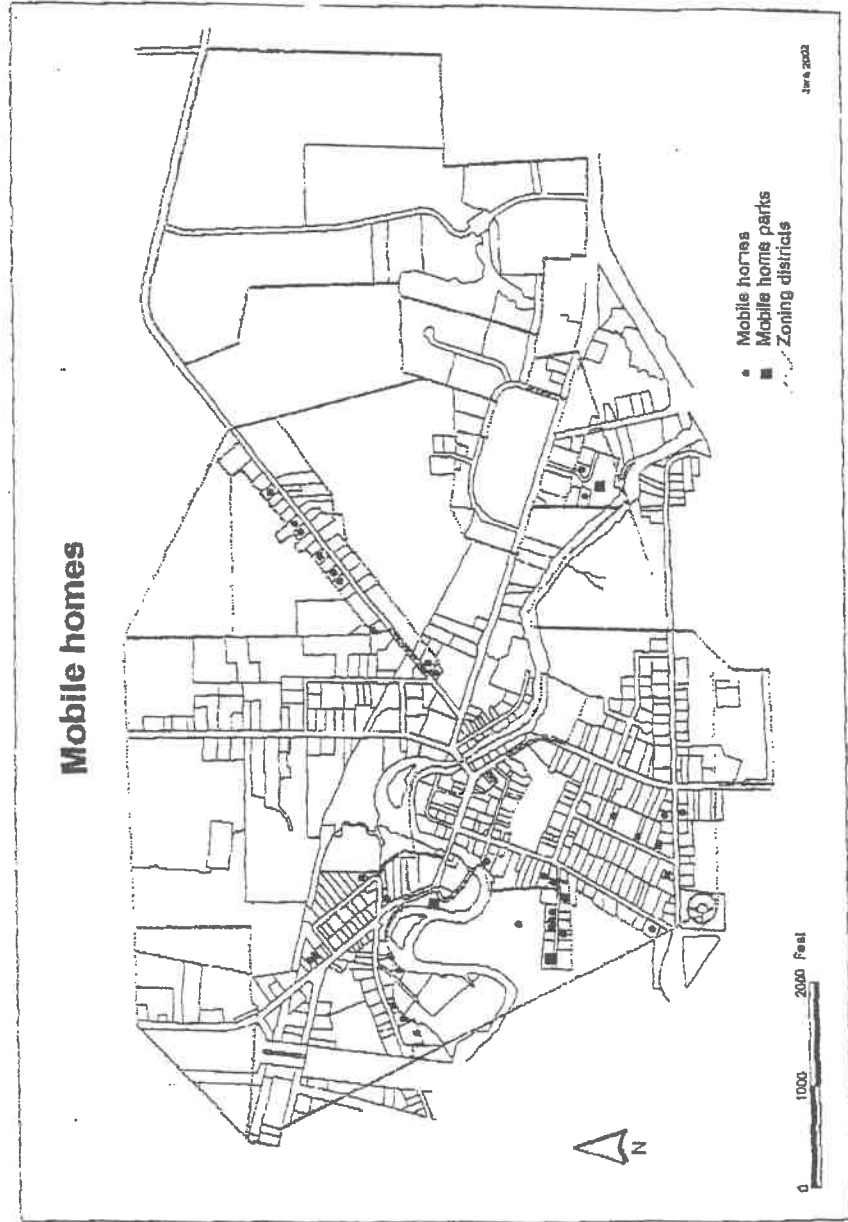 Mobile homes
Mobile homes
Mobile home parks
Zoning districts
0 1000 2000 Feet
N